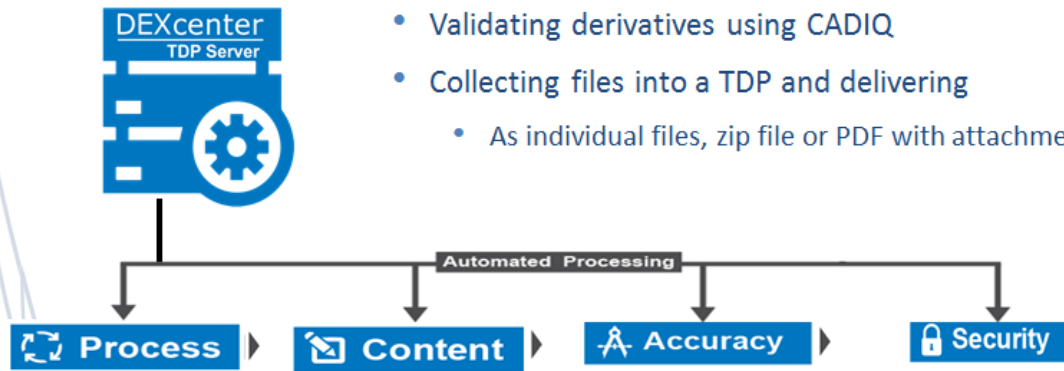 DEXcenter
TDP Server
• Validating derivatives using CADIQ
• Collecting files into a TDP and delivering
• As individual files, zip file or PDF with attachme
Automated Processing
Process
Content
Accuracy
Security